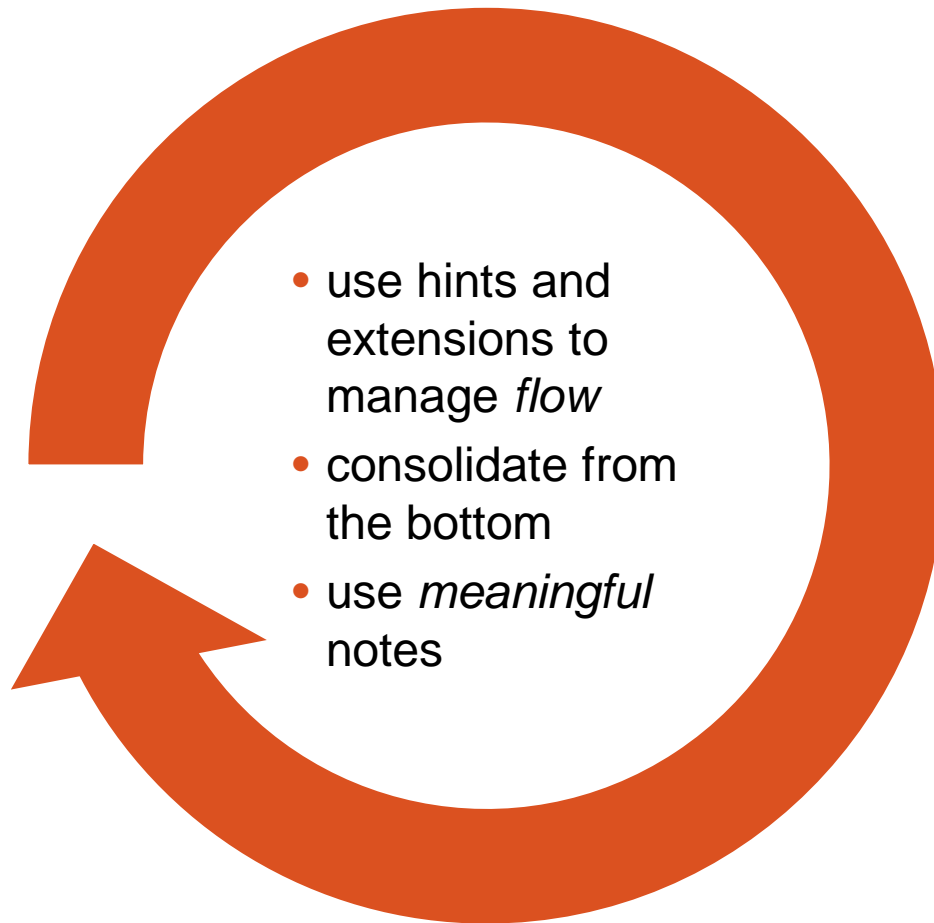 • use hints and
extensions to
manage flow
• consolidate from
the bottom
• use meaningful
notes